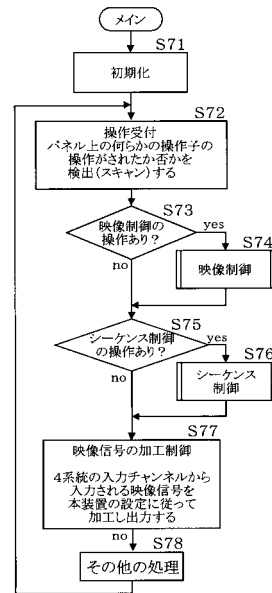 メイン
S71
初期化
S72
操作受付
パネル上の何らかの操作子の
操作がされたか否かを
検出(スキャン)する
S73
映像制御の
操作あり?
yes
S74
映像制御
no
S75
シーケンス制御
の操作あり?
yes
S76
シーケンス
制御
no
S77
映像信号の加工制御
4系統の入力チャンネルから
入力される映像信号を
本装置の設定に従って
加工し出力する
no
S78
その他の処理